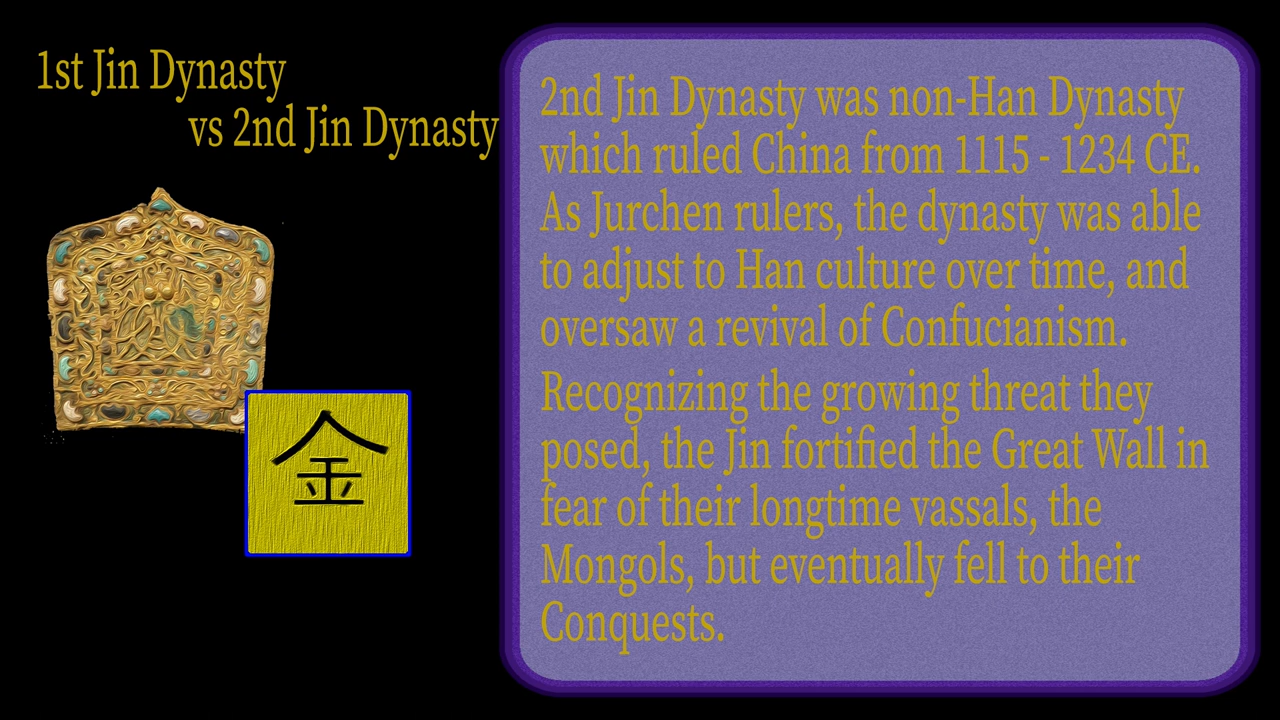 1st Jin Dynasty
vs 2nd Jin Dynasty
2nd Jin Dynasty was non-Han Dynasty
which ruled China from 1115 - 1234 CE.
As Jurchen rulers, the dynasty was able
to adjust to Han culture over time, and
oversaw a revival of Confucianism.
Recognizing the growing threat they
posed, the Jin fortified the Great Wall in
fear of their longtime vassals, the
Mongols, but eventually fell to their
Conquests.
金